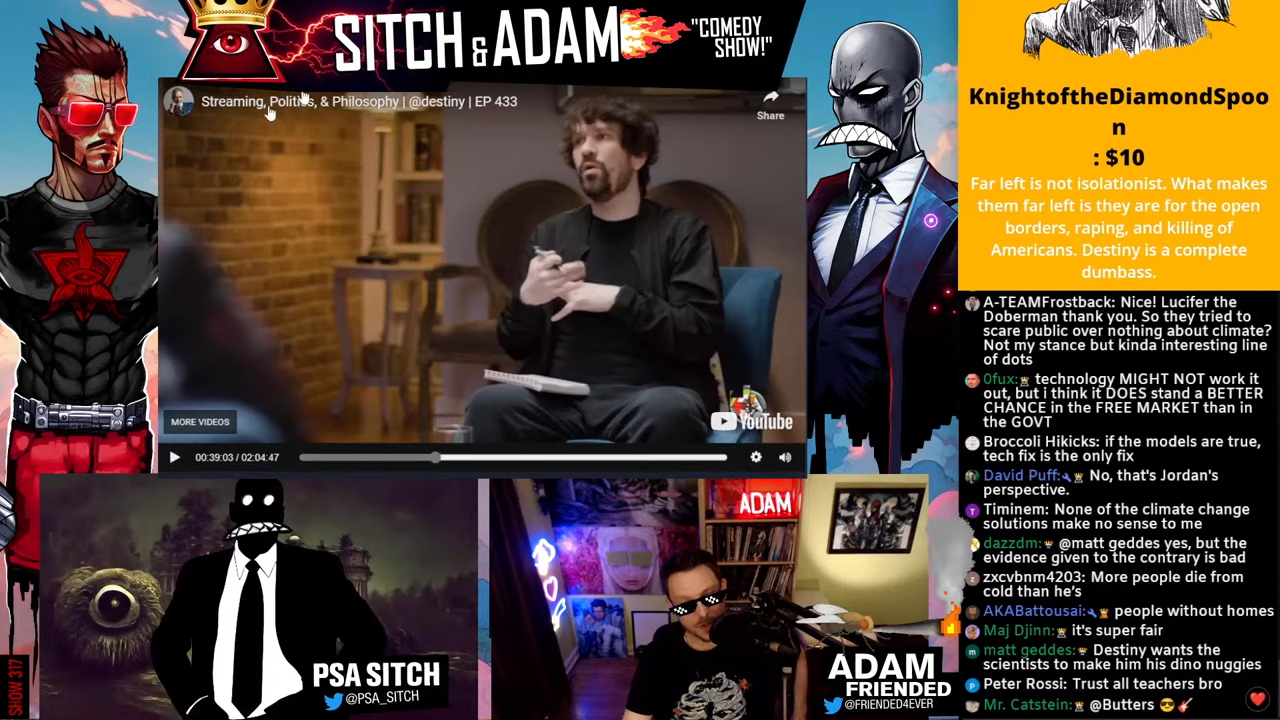 SITCH & ADAM
"COMEDY
SHOW!"
Streaming, Politics, & Philosophy | @destiny | EP 433
Share
MORE VIDEOS
YouTube
00:39:03 / 02:04:47
ADAM
PSA SITCH
@PSA_SITCH
ADAM
FRIENDED
@FRIENDED4EVER
SHOW 317
KnightoftheDiamondSpoo
n
: $10
Far left is not isolationist. What makes
them far left is they are for the open
borders, raping, and killing of
Americans. Destiny is a complete
dumbass.
A-TEAMFrostback: Nice! Lucifer the
Doberman thank you. So they tried to
scare public over nothing about climate?
Not my stance but kinda interesting line
of dots
0fux: technology MIGHT NOT work it
out, but i think it DOES stand a BETTER
CHANCE in the FREE MARKET than in
the GOVT
Broccoli Hikicks: if the models are true,
tech fix is the only fix
David Puff: No, that's Jordan's
perspective.
Timinem: None of the climate change
solutions make no sense to me
dazzdm: @matt geddes yes, but the
evidence given to the contrary is bad
zxcvbnm4203: More people die from
cold than he's
AKABattousai: people without homes
Maj Djinn: it's super fair
matt geddes: Destiny wants the
scientists to make him his dino nuggies
Peter Rossi: Trust all teachers bro
Mr. Catstein: @Butters 😎🎸